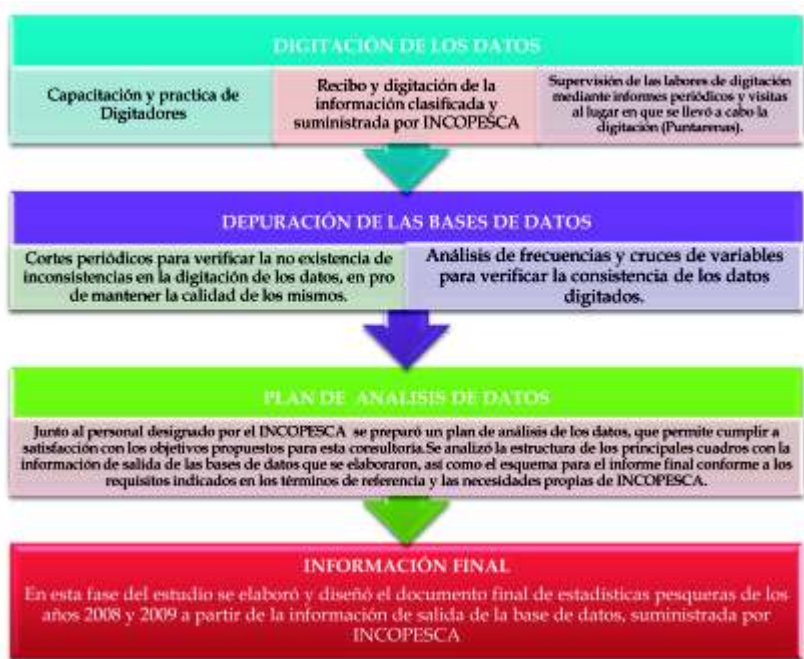 DIGITACIÓN DE LOS DATOS
Capacitación y practica de
Digitadores
Recibo y digitación de la
información clasificada y
suministrada por INCOPESCA
Supervisión de las labores de digitación
mediante informes periódicos y visitas
al lugar en que se llevó a cabo la
digitación (Puntarenas).
DEPURACIÓN DE LAS BASES DE DATOS
Cortes periódicos para verificar la no existencia de
inconsistencias en la digitación de los datos, en pro
de mantener la calidad de los mismos.
Análisis de frecuencias y cruces de variables
para verificar la consistencia de los datos
digitados.
PLAN DE ANALISIS DE DATOS
Junto al personal designado por el INCOPESCA se preparó un plan de análisis de los datos, que permite cumplir a
satisfacción con los objetivos propuestos para esta consultoría.Se analizó la estructura de los principales cuadros con la
información de salida de las bases de datos que se elaboraron, así como el esquema para el informe final conforme a los
requisitos indicados en los términos de referencia y las necesidades propias de INCOPESCA.
INFORMACIÓN FINAL
En esta fase del estudio se elaboró y diseñó el documento final de estadísticas pesqueras de los
años 2008 y 2009 a partir de la información de salida de la base de datos, suministrada por
INCOPESCA